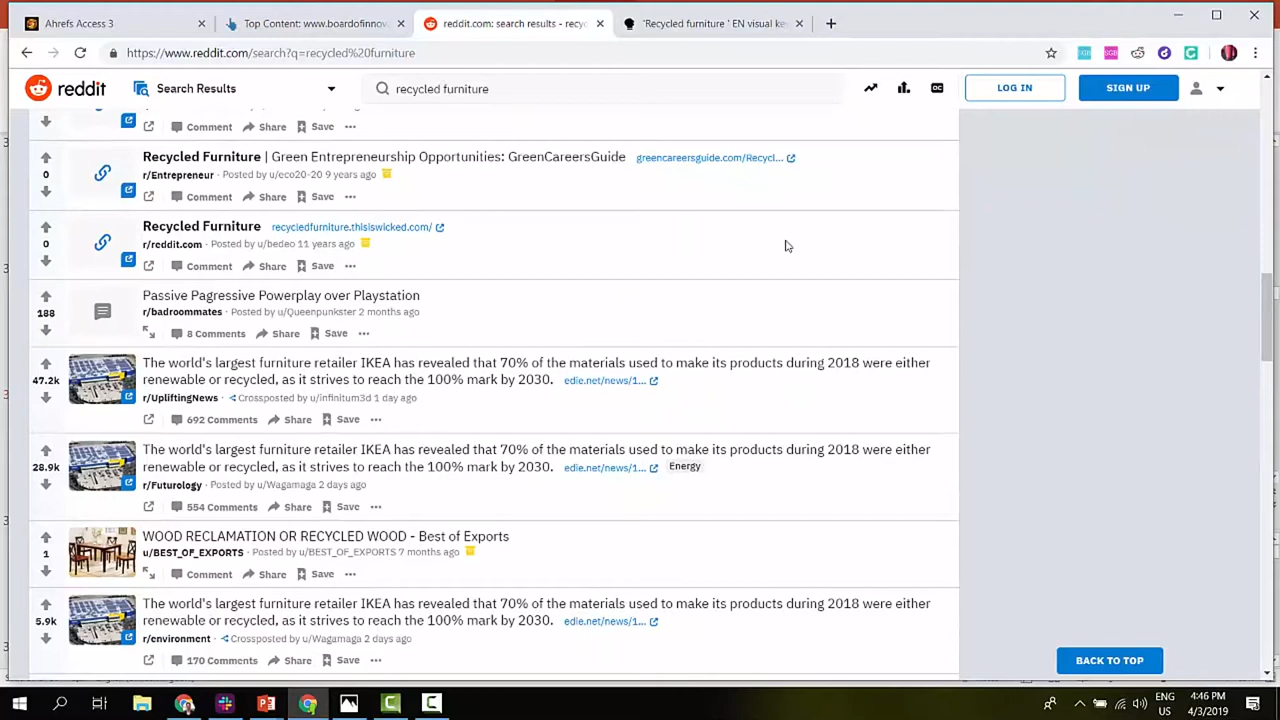 Ahrefs Access 3
Top Content: www.boardofinnov
reddit.com: search results - recyc
'Recycled furniture ' EN visual ke
https://www.reddit.com/search?q=recycled%20furniture
reddit
Search Results
recycled furniture
LOG IN
SIGN UP
Comment Share Save
Recycled Furniture | Green Entrepreneurship Opportunities: GreenCareersGuide greencareersguide.com/Recycl...
0
r/Entrepreneur · Posted by u/eco20-20 9 years ago
Comment Share Save
Recycled Furniture recycledfurniture.thisiswicked.com/
0
r/reddit.com · Posted by u/bedeo 11 years ago
Comment Share Save
Passive Pagressive Powerplay over Playstation
188
r/badroommates · Posted by u/Queenpunkster 2 months ago
8 Comments Share Save
The world's largest furniture retailer IKEA has revealed that 70% of the materials used to make its products during 2018 were either
renewable or recycled, as it strives to reach the 100% mark by 2030. edie.net/news/1...
47.2k
r/UpliftingNews · Crossposted by u/infinitum3d 1 day ago
692 Comments Share Save
The world's largest furniture retailer IKEA has revealed that 70% of the materials used to make its products during 2018 were either
renewable or recycled, as it strives to reach the 100% mark by 2030. edie.net/news/1... Energy
28.9k
r/Futurology · Posted by u/Wagamaga 2 days ago
554 Comments Share Save
WOOD RECLAMATION OR RECYCLED WOOD - Best of Exports
1
u/BEST_OF_EXPORTS · Posted by u/BEST_OF_EXPORTS 7 months ago
Comment Share Save
The world's largest furniture retailer IKEA has revealed that 70% of the materials used to make its products during 2018 were either
renewable or recycled, as it strives to reach the 100% mark by 2030. edie.net/news/1...
5.9k
r/environment · Crossposted by u/Wagamaga 2 days ago
170 Comments Share Save
BACK TO TOP
ENG
US
4:46 PM
4/3/2019